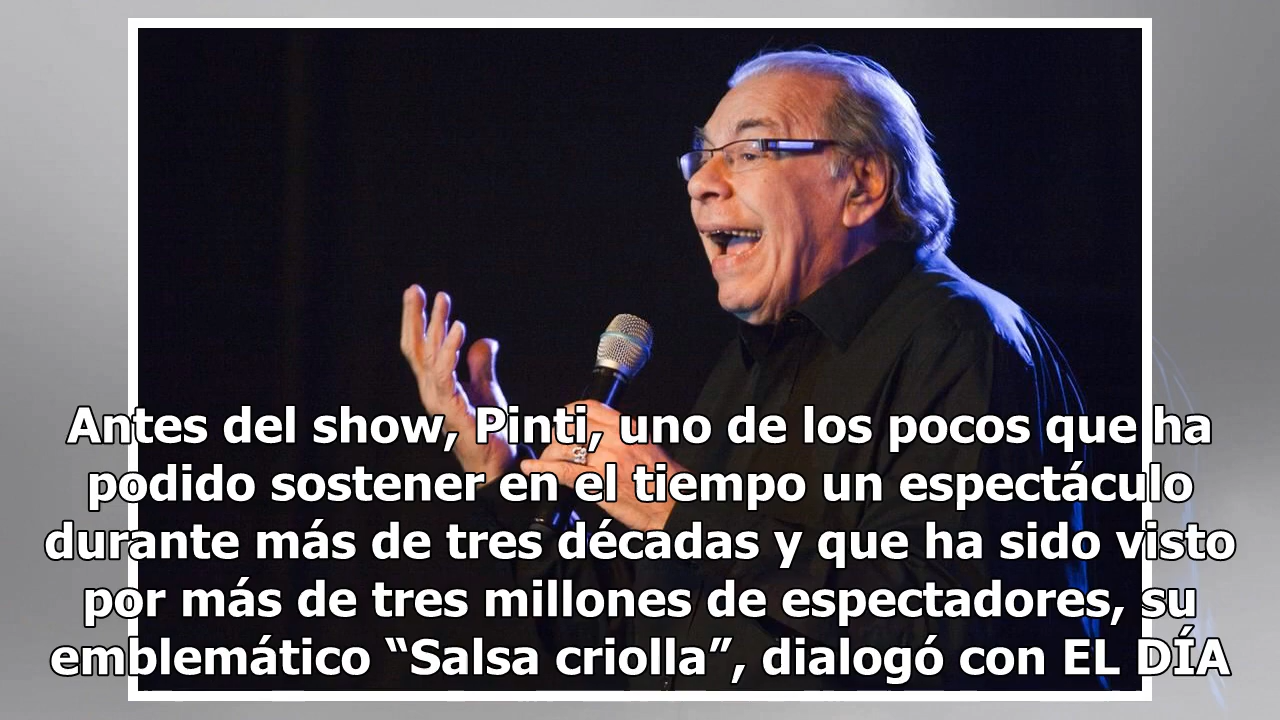 Antes del show, Pinti, uno de los pocos que ha
podido sostener en el tiempo un espectáculo
durante más de tres décadas y que ha sido visto
por más de tres millones de espectadores, su
emblemático “Salsa criolla”, dialogó con EL DÍA